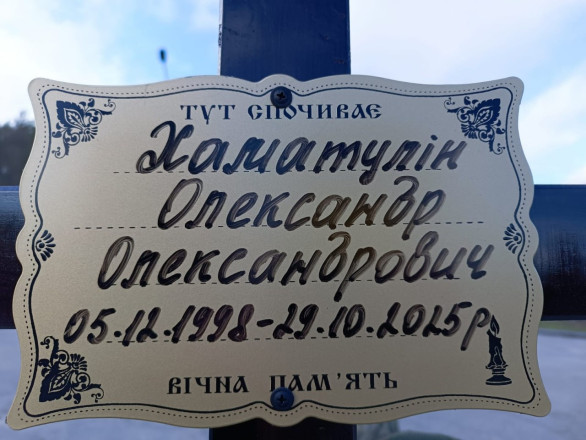 ТУТ СПОЧИВАЄ
Хаматулін
Олександр
Олександрович
05.12.1998-29.10.2025р
ВІЧНА ПАМ'ЯТЬ